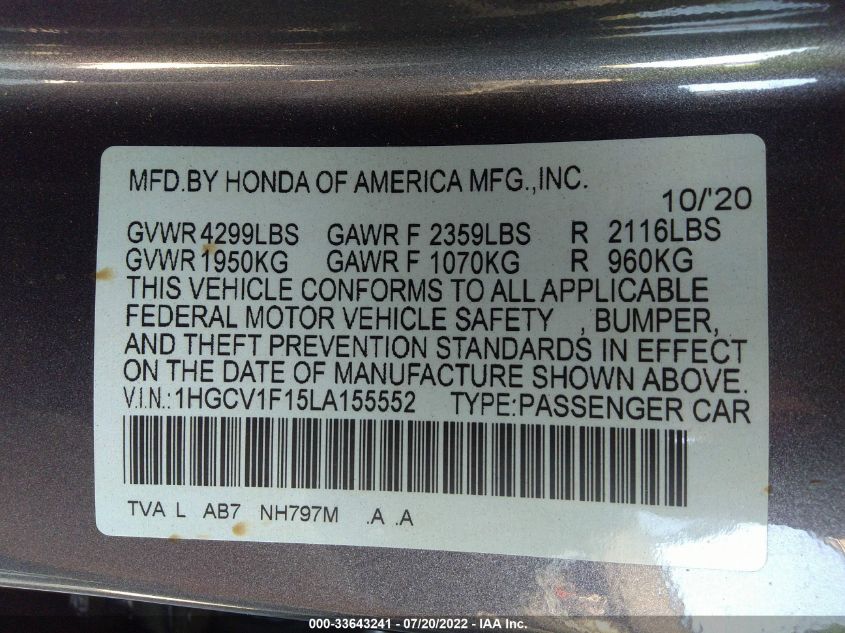 MFD.BY HONDA OF AMERICA MFG.,INC.
10/'20
GVWR 4299LBS GAWR F 2359LBS R 2116LBS
GVWR 1950KG GAWR F 1070KG R 960KG
THIS VEHICLE CONFORMS TO ALL APPLICABLE
FEDERAL MOTOR VEHICLE SAFETY , BUMPER,
AND THEFT PREVENTION STANDARDS IN EFFECT
ON THE DATE OF MANUFACTURE SHOWN ABOVE.
V.I.N.:1HGCV1F15LA155552 TYPE:PASSENGER CAR
TVA L AB7 NH797M .A .A
000-33643241 - 07/20/2022 - IAA Inc.